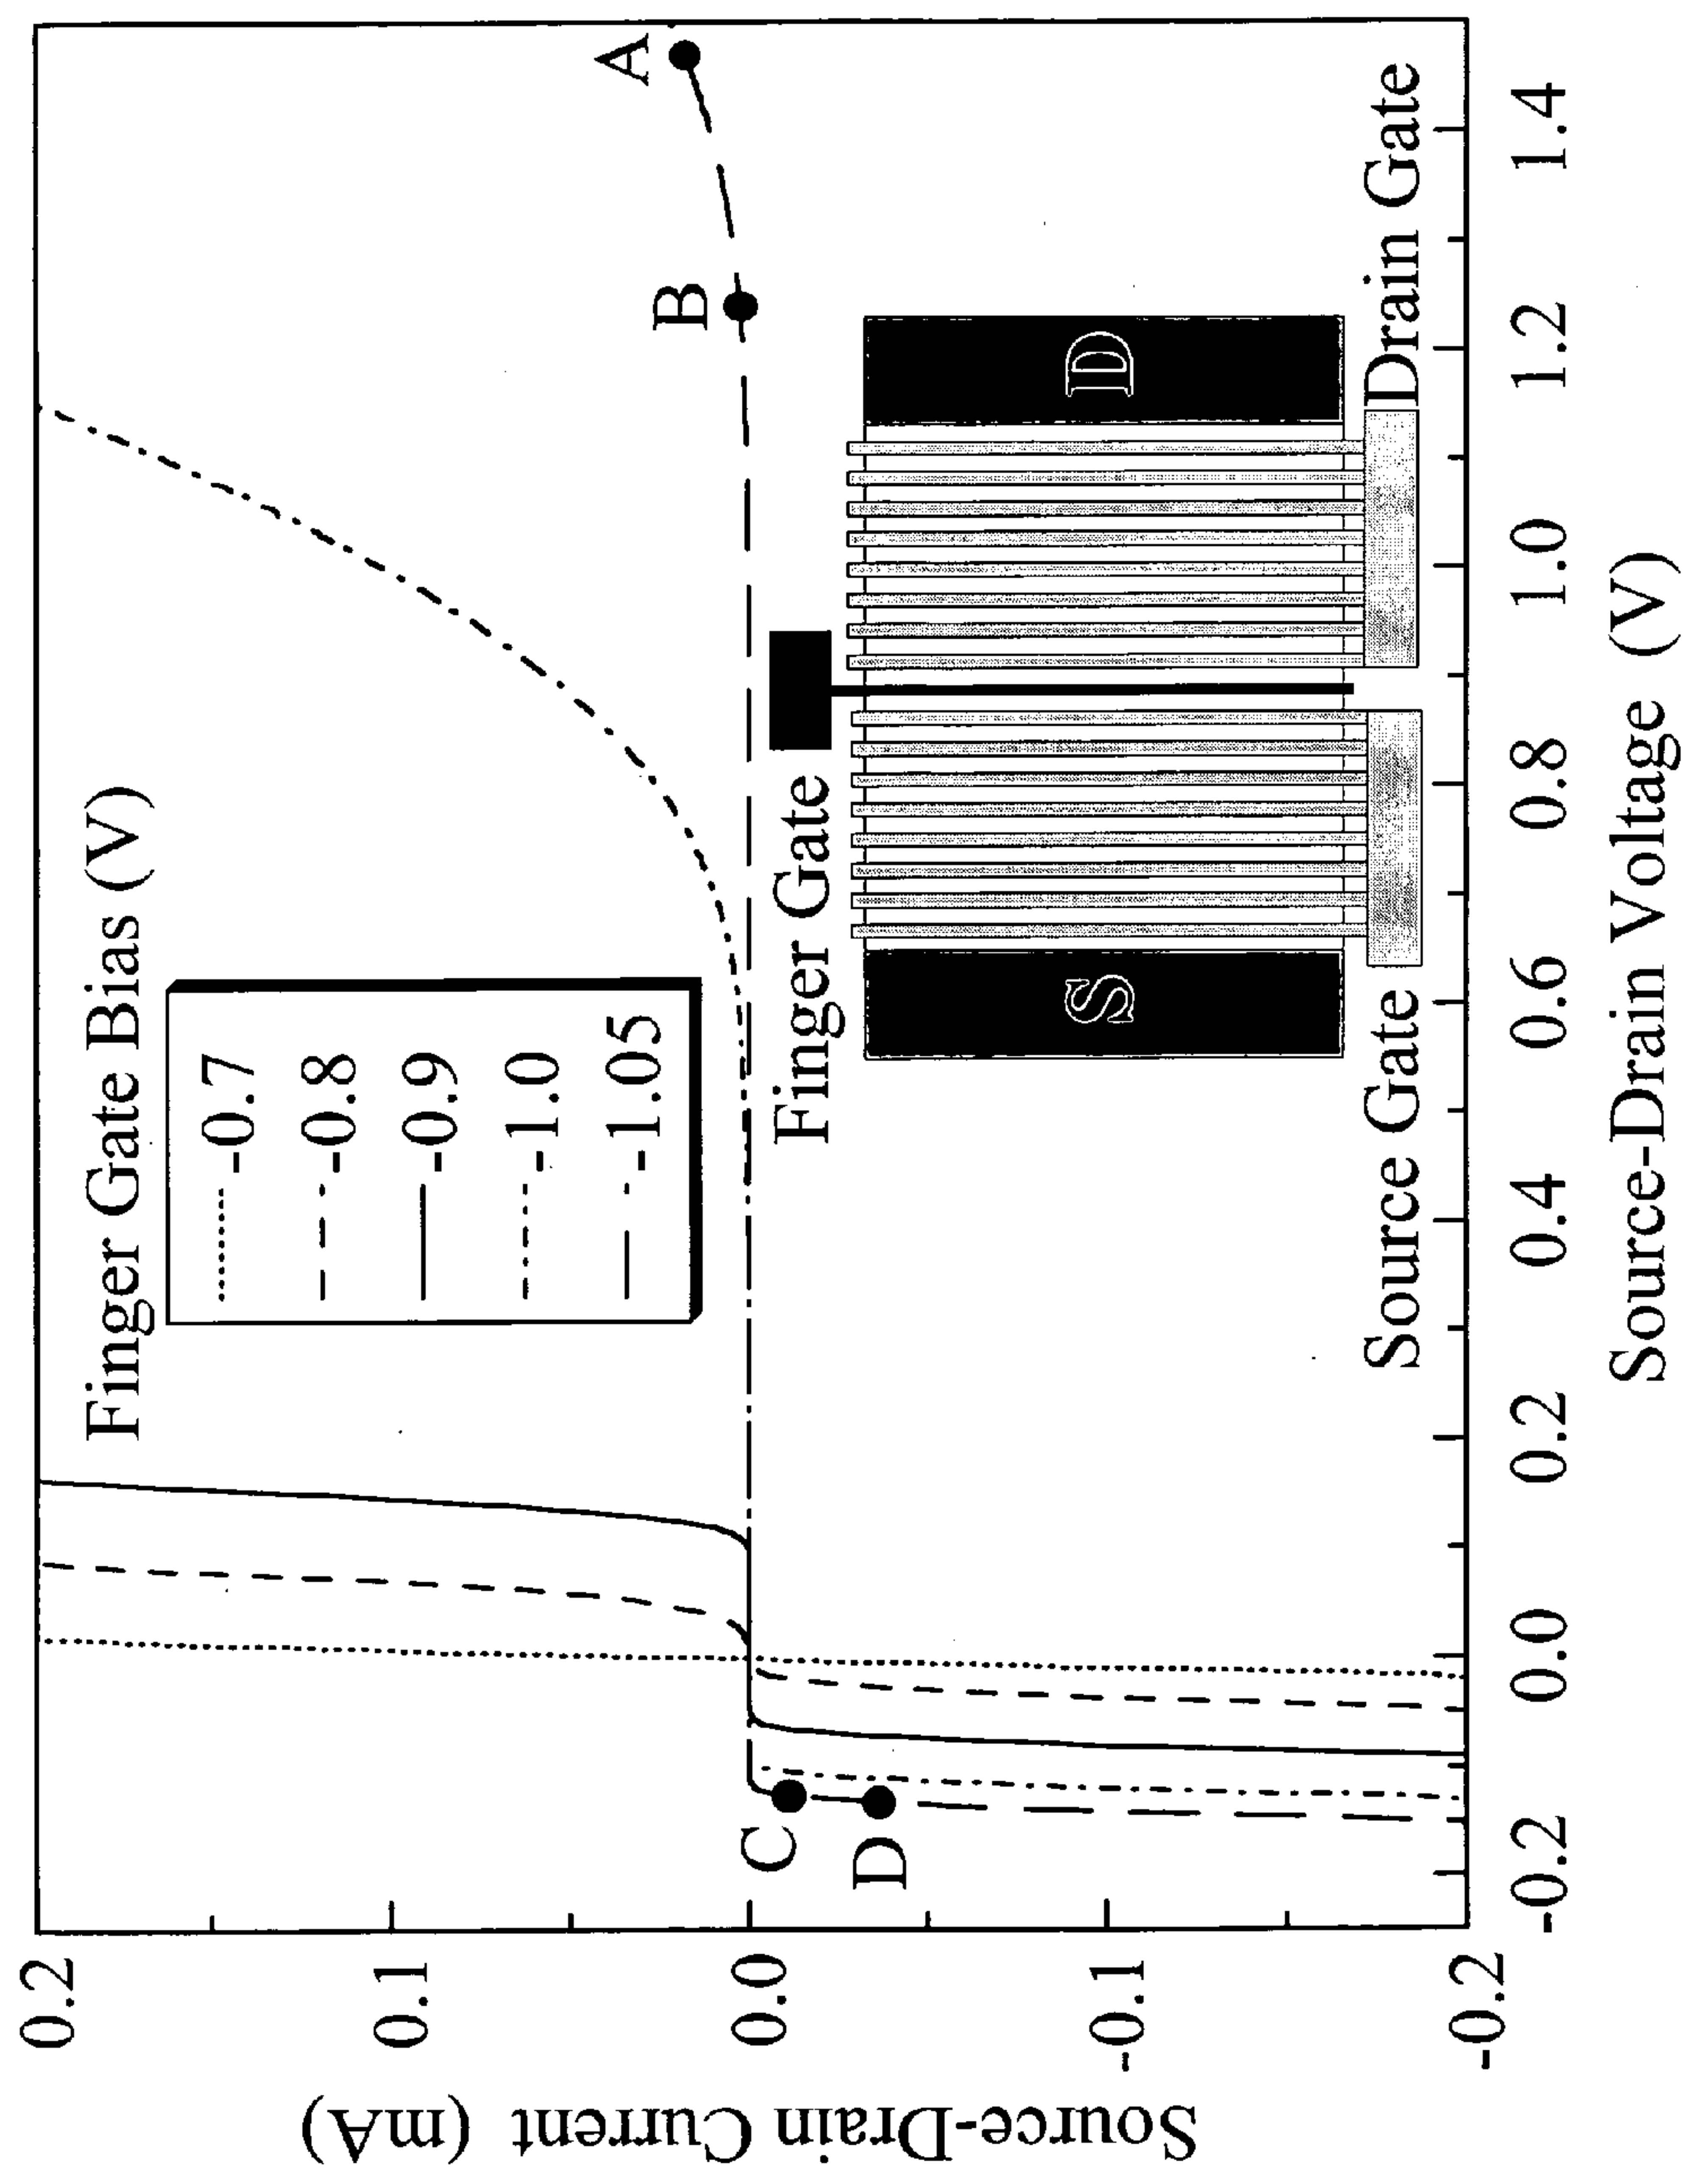 Finger Gate Bias (V)
-0.7
-0.8
-0.9
-1.0
-1.05
A
B
C
D
Finger Gate
S
D
Source Gate
Drain Gate
0.2
0.1
0.0
-0.1
-0.2
Source-Drain Current (mA)
-0.2
0.0
0.2
0.4
0.6
0.8
1.0
1.2
1.4
Source-Drain Voltage (V)